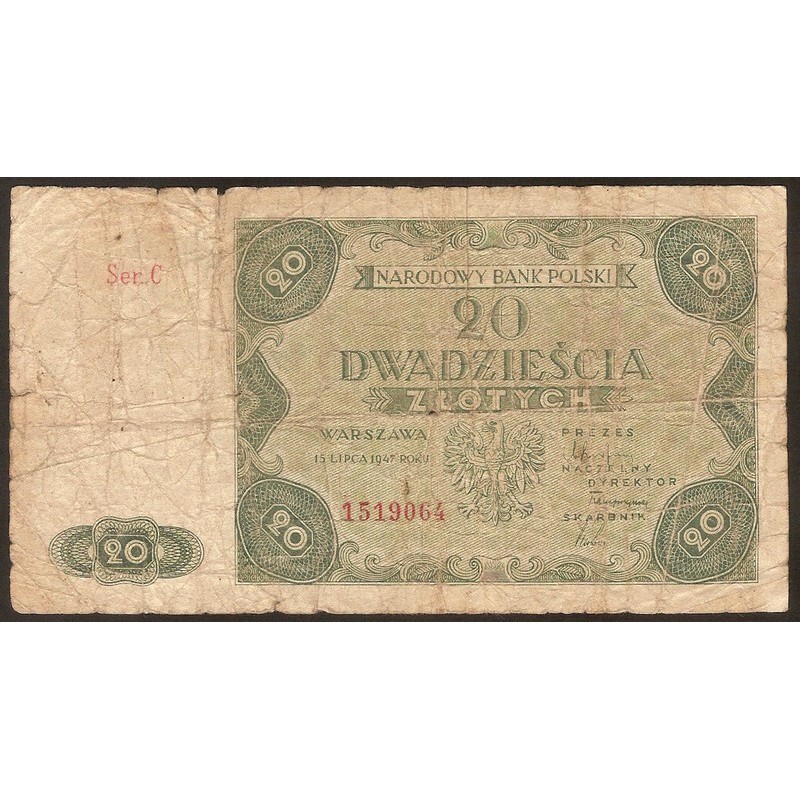 Ser. C
20
20
NARODOWY BANK POLSKI
20
DWADZIEŚCIA
ZŁOTYCH
WARSZAWA
15 LIPCA 1947 ROKU
1519064
PREZES
NACZELNY
DYREKTOR
SKARBNIK
20
20
20